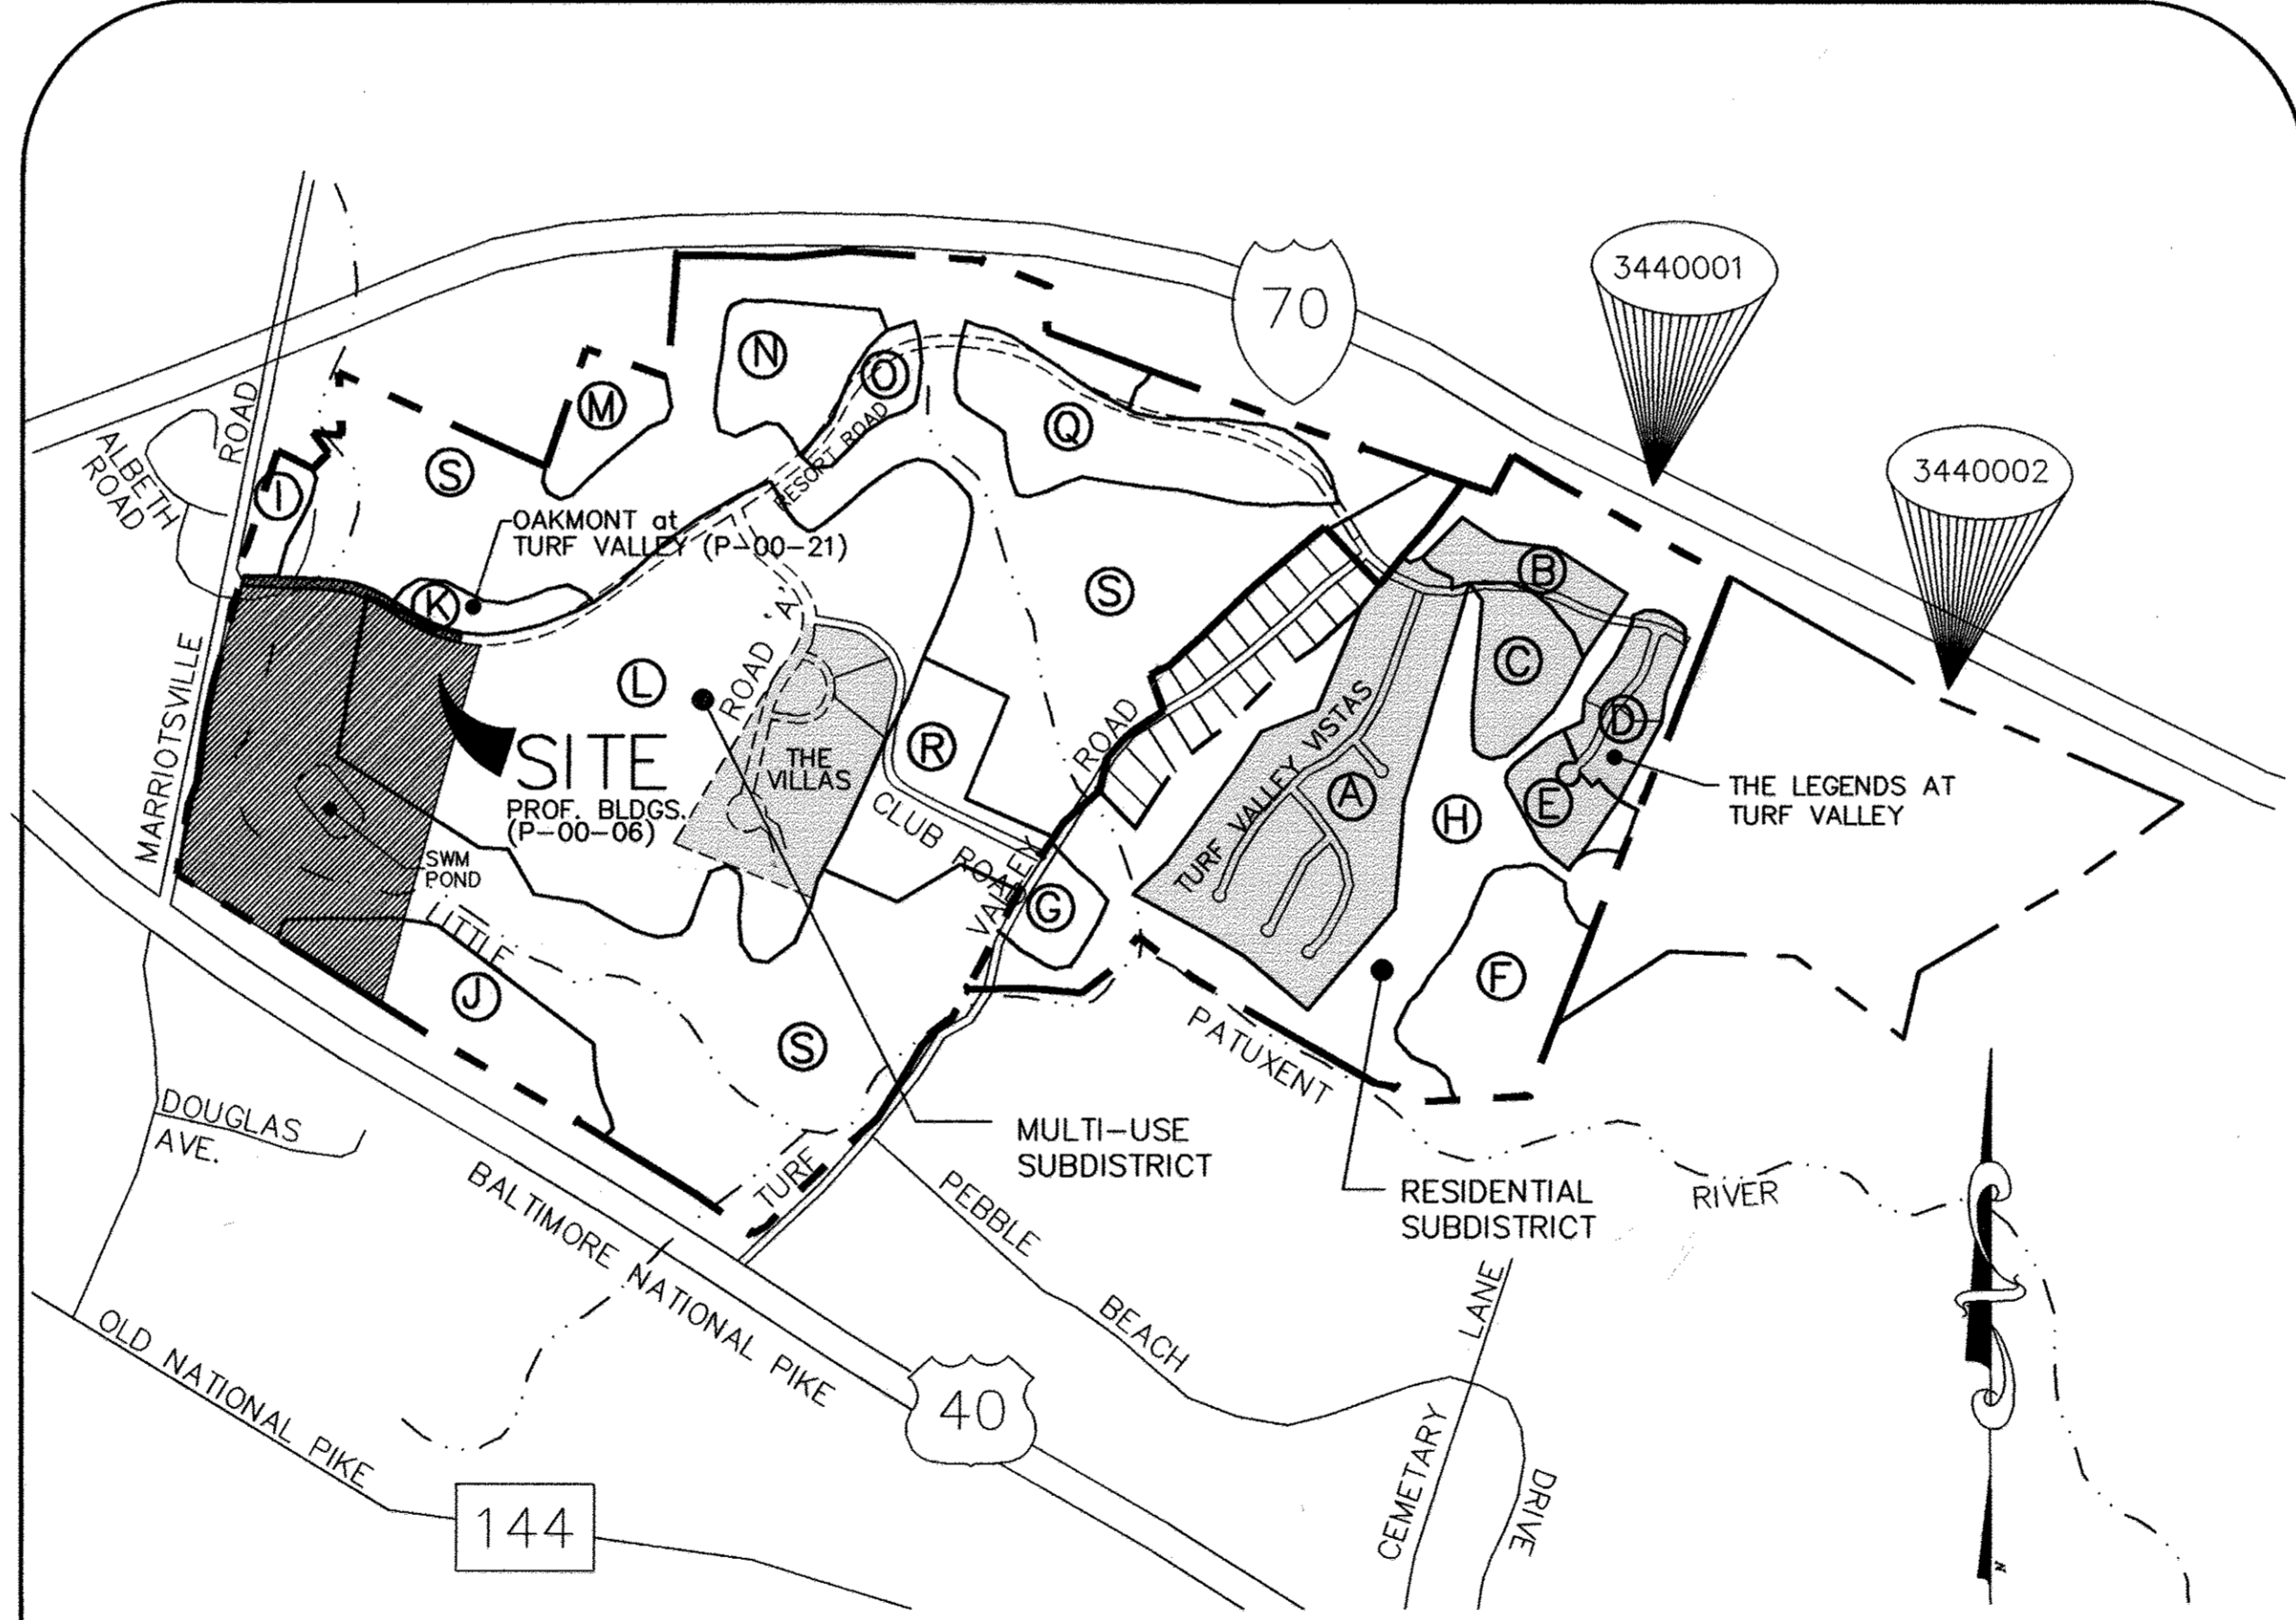 3440001
70
3440002
N
O
M
Q
ROAD
ALBETH
ROAD
RESORT ROAD
S
I
OAKMONT at
TURF VALLEY (P-00-21)
B
S
K
C
L
ROAD 'A'
MARRIOTSVILLE
D
SITE
PROF. BLDGS.
(P-00-06)
THE
VILLAS
R
ROAD
TURF VALLEY VISTAS
A
E
H
THE LEGENDS AT
TURF VALLEY
CLUB ROAD
SWM
POND
VALLEY
G
LITTLE
J
F
S
PATUXENT
DOUGLAS
AVE.
MULTI-USE
SUBDISTRICT
TURF
RESIDENTIAL
SUBDISTRICT
RIVER
PEBBLE
BEACH
DRIVE
BALTIMORE NATIONAL PIKE
CEMETARY LANE
OLD NATIONAL PIKE
40
144
N